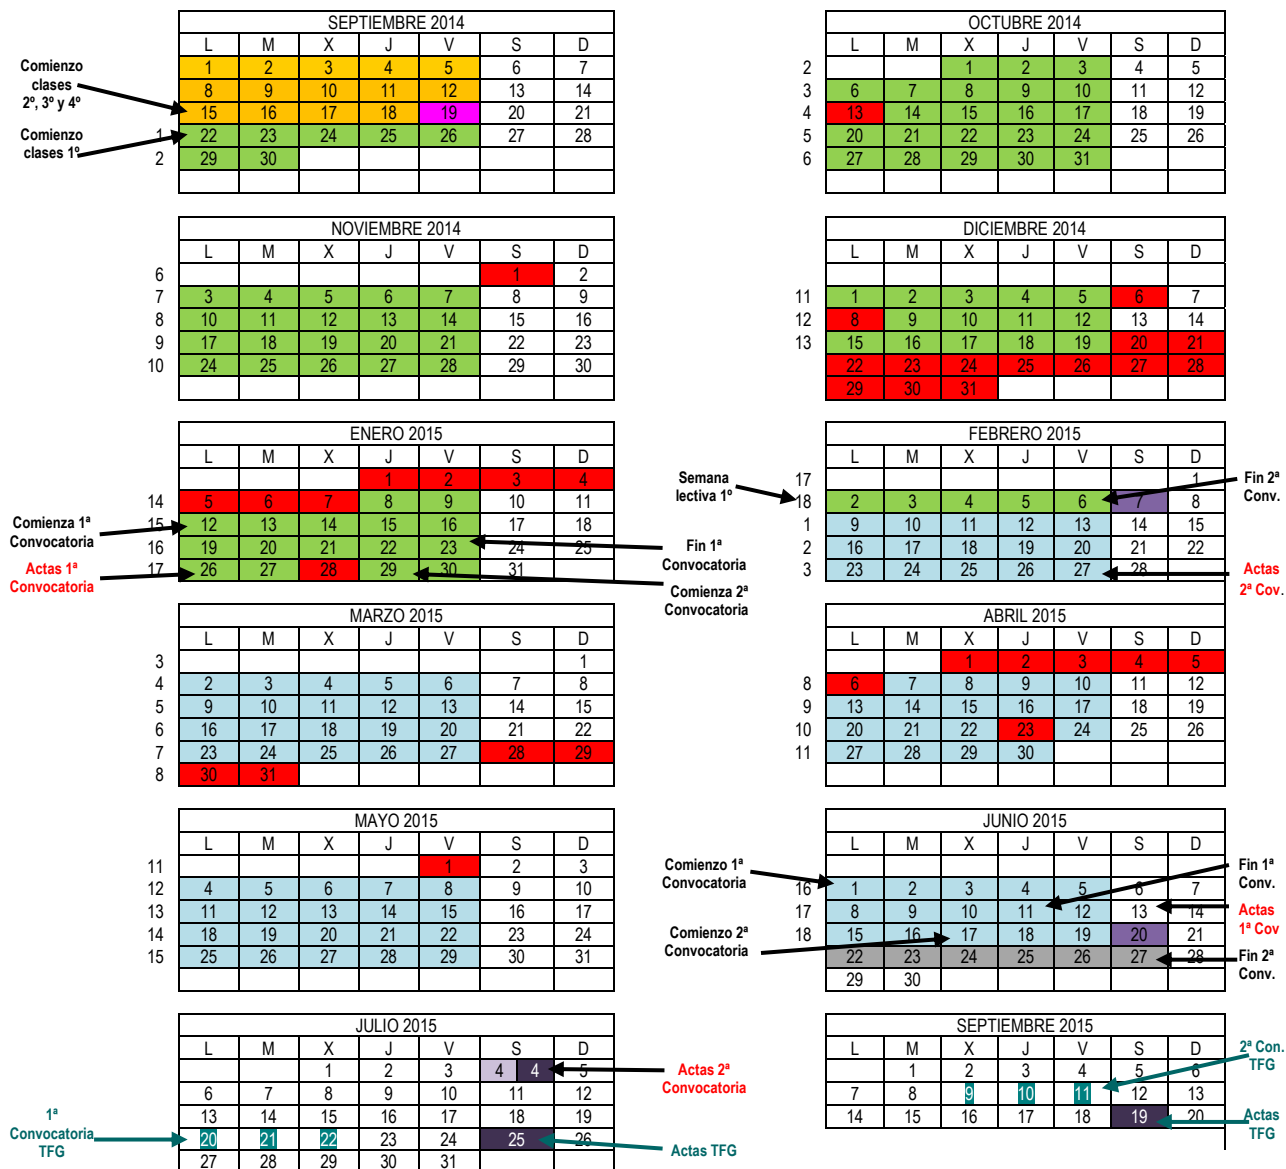 SEPTIEMBRE 2014
L M X J V S D
Comienzo
clases
2º, 3º y 4º
1 2 3 4 5 6 7
8 9 10 11 12 13 14
15 16 17 18 19 20 21
Comienzo
clases 1º
1 22 23 24 25 26 27 28
2 29 30
OCTUBRE 2014
L M X J V S D
2 1 2 3 4 5
3 6 7 8 9 10 11 12
4 13 14 15 16 17 18 19
5 20 21 22 23 24 25 26
6 27 28 29 30 31
NOVIEMBRE 2014
L M X J V S D
6 1 2
7 3 4 5 6 7 8 9
8 10 11 12 13 14 15 16
9 17 18 19 20 21 22 23
10 24 25 26 27 28 29 30
DICIEMBRE 2014
L M X J V S D
11 1 2 3 4 5 6 7
12 8 9 10 11 12 13 14
13 15 16 17 18 19 20 21
22 23 24 25 26 27 28
29 30 31
ENERO 2015
L M X J V S D
1 2 3 4
14 5 6 7 8 9 10 11
Comienza 1ª
Convocatoria
15 12 13 14 15 16 17 18
16 19 20 21 22 23 24 25
Actas 1ª
Convocatoria
17 26 27 28 29 30 31
Fin 1ª
Convocatoria
Comienza 2ª
Convocatoria
FEBRERO 2015
L M X J V S D
Semana
lectiva 1º
17 1
18 2 3 4 5 6 7 8
Fin 2ª
Conv.
1 9 10 11 12 13 14 15
2 16 17 18 19 20 21 22
3 23 24 25 26 27 28
Actas
2ª Cov.
MARZO 2015
L M X J V S D
3 1
4 2 3 4 5 6 7 8
5 9 10 11 12 13 14 15
6 16 17 18 19 20 21 22
7 23 24 25 26 27 28 29
8 30 31
ABRIL 2015
L M X J V S D
1 2 3 4 5
8 6 7 8 9 10 11 12
9 13 14 15 16 17 18 19
10 20 21 22 23 24 25 26
11 27 28 29 30
MAYO 2015
L M X J V S D
11 1 2 3
12 4 5 6 7 8 9 10
13 11 12 13 14 15 16 17
14 18 19 20 21 22 23 24
15 25 26 27 28 29 30 31
JUNIO 2015
L M X J V S D
Comienzo 1ª
Convocatoria
16 1 2 3 4 5 6 7
Fin 1ª
Conv.
17 8 9 10 11 12 13 14
Actas
1ª Cov
Comienzo 2ª
Convocatoria
18 15 16 17 18 19 20 21
22 23 24 25 26 27 28
Fin 2ª
Conv.
29 30
JULIO 2015
L M X J V S D
1 2 3 4 4 5
Actas 2ª
Convocatoria
6 7 8 9 10 11 12
13 14 15 16 17 18 19
1ª
Convocatoria
TFG
20 21 22 23 24 25 26
Actas TFG
27 28 29 30 31
SEPTIEMBRE 2015
L M X J V S D
2ª Con.
TFG
1 2 3 4 5 6
7 8 9 10 11 12 13
14 15 16 17 18 19 20
Actas
TFG